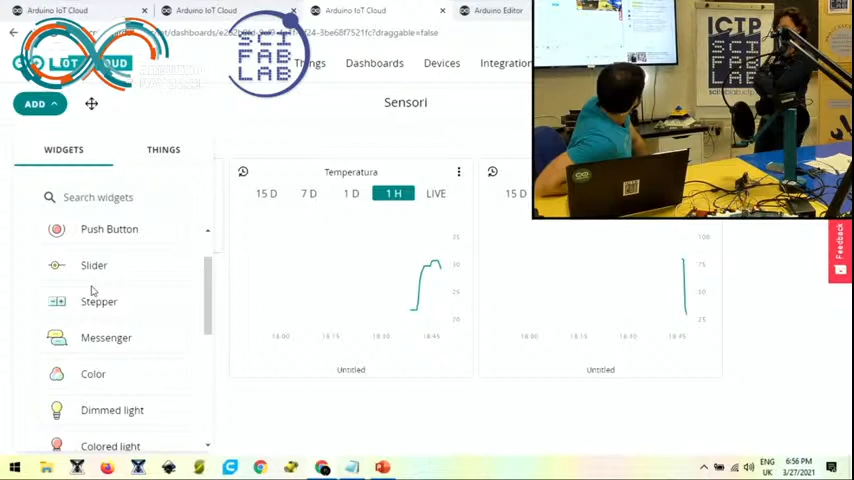 Arduino IoT Cloud
Arduino IoT Cloud
Arduino IoT Cloud
Arduino Editor
IOT CLOUD
SCI
FAB
LAB
Things
Dashboards
Devices
Integration
ADD
Sensori
WIDGETS
THINGS
Search widgets
Push Button
Slider
Stepper
Messenger
Color
Dimmed light
Colored light
Temperatura
15 D
7 D
1 D
1 H
LIVE
35
30
25
20
18:00
18:15
18:30
18:45
Untitled
15 D
100
75
50
25
18:00
18:15
18:30
18:45
Untitled
ICTP
SCI
FAB
LAB
Feedback
ENG
UK
6:56 PM
3/27/2021